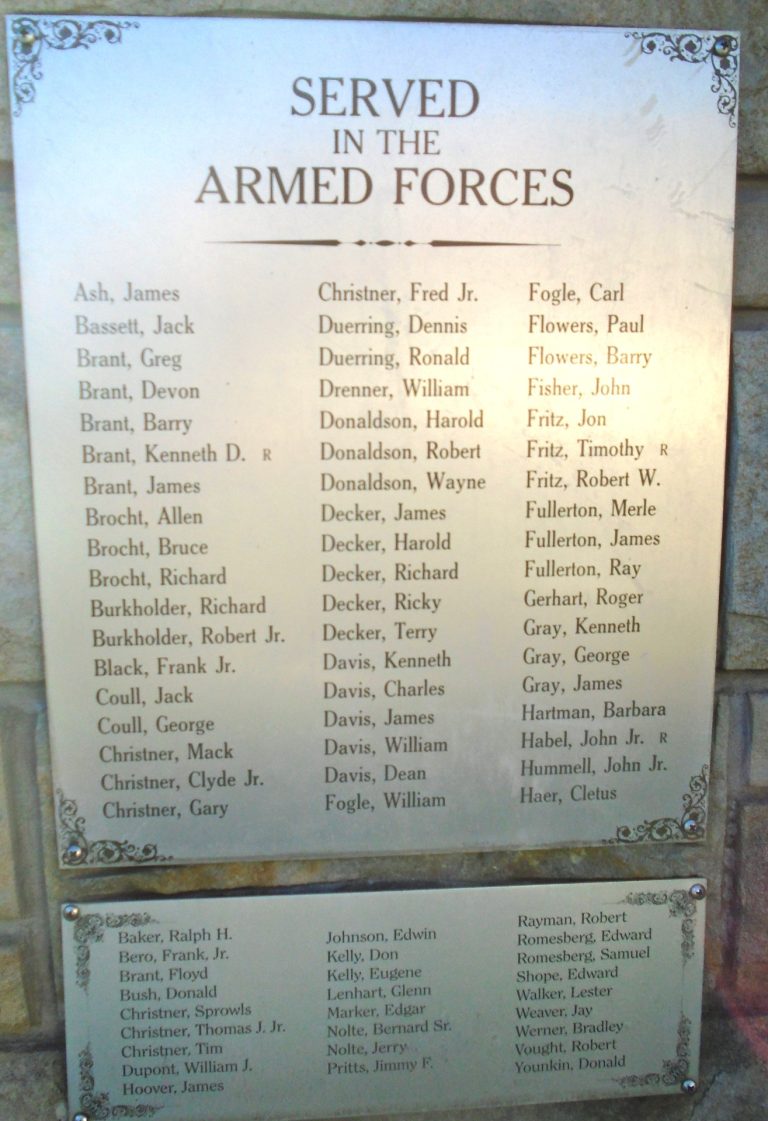 SERVED
IN THE
ARMED FORCES
Ash, James
Bassett, Jack
Brant, Greg
Brant, Devon
Brant, Barry
Brant, Kenneth D. R
Brant, James
Brocht, Allen
Brocht, Bruce
Brocht, Richard
Burkholder, Richard
Burkholder, Robert Jr.
Black, Frank Jr.
Coull, Jack
Coull, George
Christner, Mack
Christner, Clyde Jr.
Christner, Gary
Christner, Fred Jr.
Duerring, Dennis
Duerring, Ronald
Drenner, William
Donaldson, Harold
Donaldson, Robert
Donaldson, Wayne
Decker, James
Decker, Harold
Decker, Richard
Decker, Ricky
Decker, Terry
Davis, Kenneth
Davis, Charles
Davis, James
Davis, William
Davis, Dean
Fogle, William
Fogle, Carl
Flowers, Paul
Flowers, Barry
Fisher, John
Fritz, Jon
Fritz, Timothy R
Fritz, Robert W.
Fullerton, Merle
Fullerton, James
Fullerton, Ray
Gerhart, Roger
Gray, Kenneth
Gray, George
Gray, James
Hartman, Barbara
Habel, John Jr. R
Hummell, John Jr.
Haer, Cletus
Baker, Ralph H.
Bero, Frank, Jr.
Brant, Floyd
Bush, Donald
Christner, Sprowls
Christner, Thomas J. Jr.
Christner, Tim
Dupont, William J.
Hoover, James
Johnson, Edwin
Kelly, Don
Kelly, Eugene
Lenhart, Glenn
Marker, Edgar
Nolte, Bernard Sr.
Nolte, Jerry
Pritts, Jimmy F.
Rayman, Robert
Romesberg, Edward
Romesberg, Samuel
Shope, Edward
Walker, Lester
Weaver, Jay
Werner, Bradley
Vought, Robert
Younkin, Donald